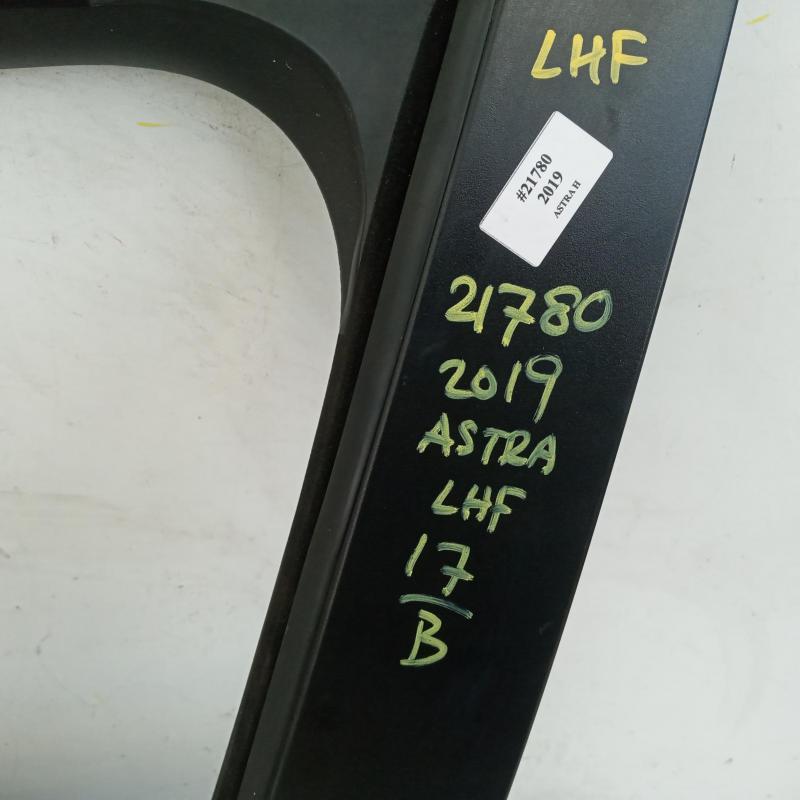 LHF
#21780
2019
ASTRA H
21780
2019
ASTRA
LHF
17
B